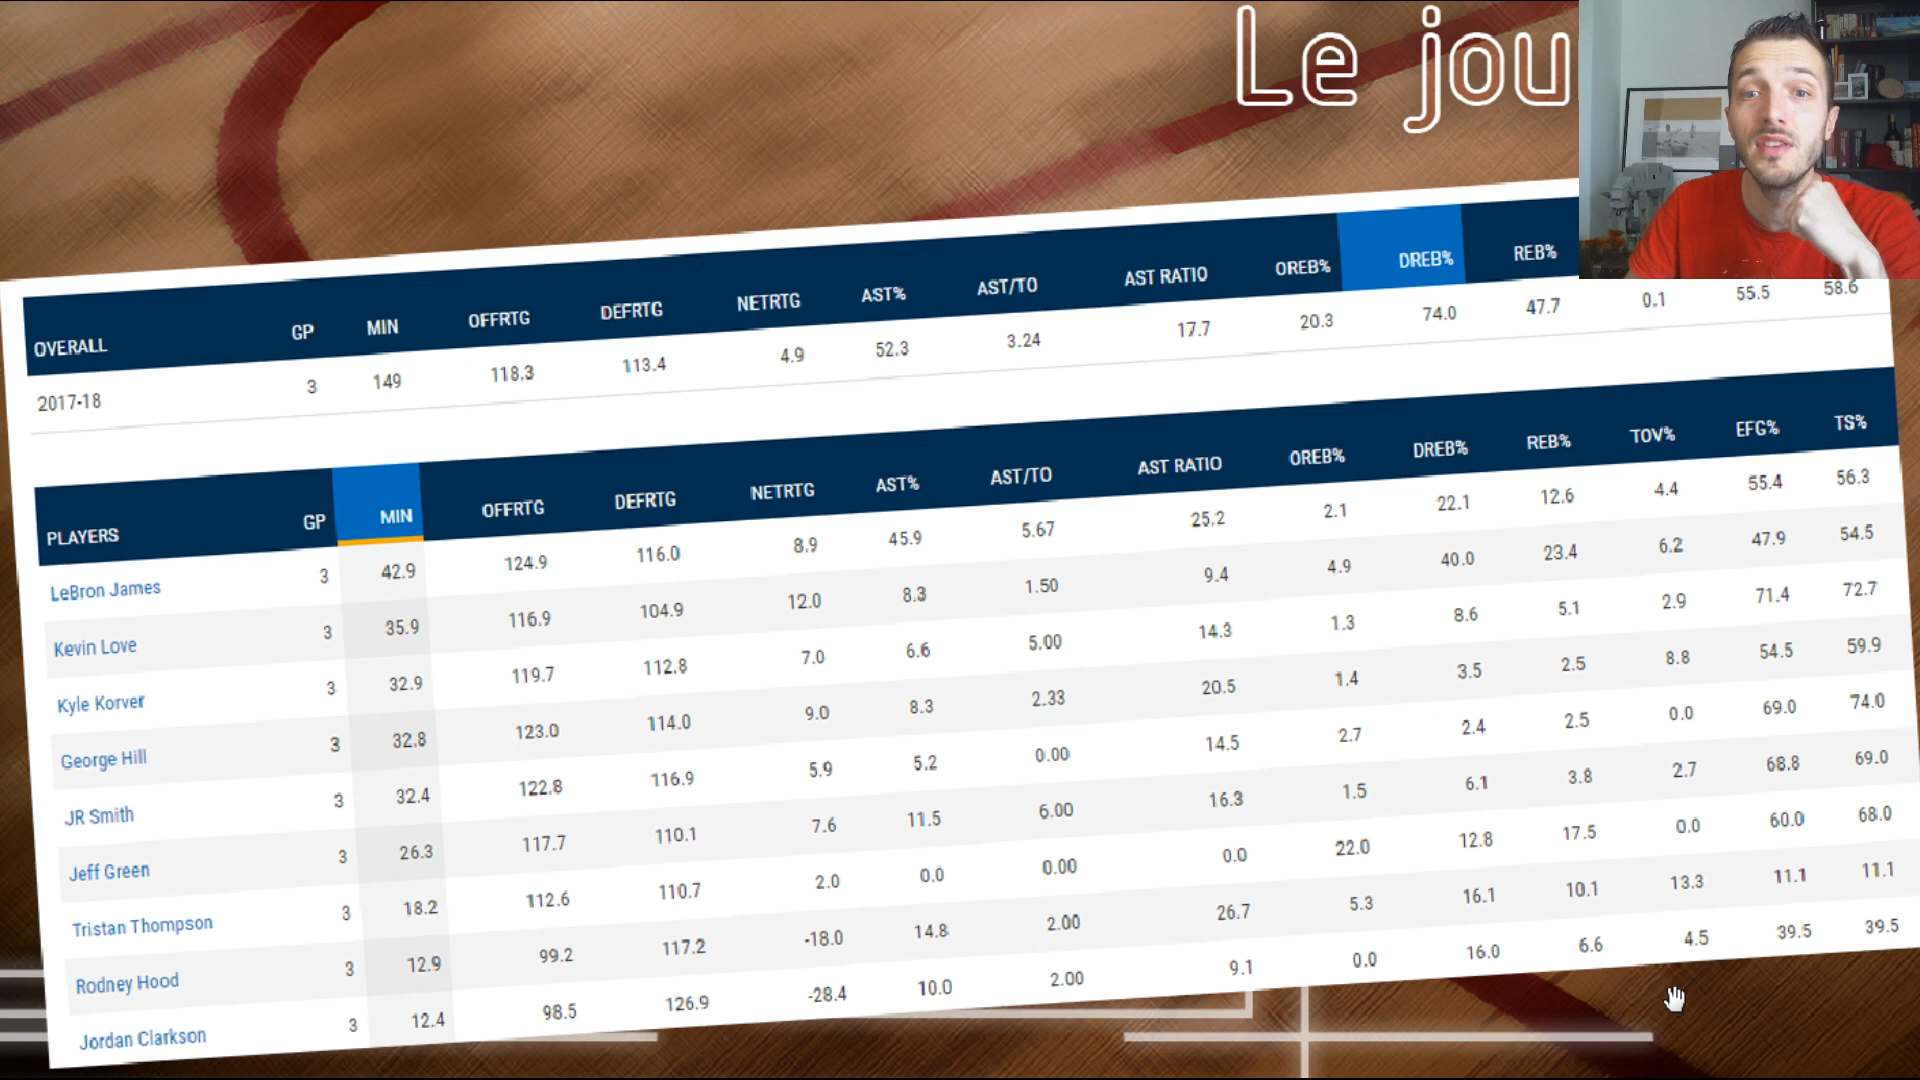 Le jou
OVERALL GP MIN OFFRTG DEFRTG NETRTG AST% AST/TO AST RATIO OREB% DREB% REB%
2017-18 3 149 118.3 113.4 4.9 52.3 3.24 17.7 20.3 74.0 47.7 0.1 55.5 58.6
PLAYERS GP MIN OFFRTG DEFRTG NETRTG AST% AST/TO AST RATIO OREB% DREB% REB% TOV% EFG% TS%
LeBron James 3 42.9 124.9 116.0 8.9 45.9 5.67 25.2 2.1 22.1 12.6 4.4 55.4 56.3
Kevin Love 3 35.9 116.9 104.9 12.0 8.3 1.50 9.4 4.9 40.0 23.4 6.2 47.9 54.5
Kyle Korver 3 32.9 119.7 112.8 7.0 6.6 5.00 14.3 1.3 8.6 5.1 2.9 71.4 72.7
George Hill 3 32.8 123.0 114.0 9.0 8.3 2.33 20.5 1.4 3.5 2.5 8.8 54.5 59.9
JR Smith 3 32.4 122.8 116.9 5.9 5.2 0.00 14.5 2.7 2.4 2.5 0.0 69.0 74.0
Jeff Green 3 26.3 117.7 110.1 7.6 11.5 6.00 16.3 1.5 6.1 3.8 2.7 68.8 69.0
Tristan Thompson 3 18.2 112.6 110.7 2.0 0.0 0.00 0.0 22.0 12.8 17.5 0.0 60.0 68.0
Rodney Hood 3 12.9 99.2 117.2 -18.0 14.8 2.00 26.7 5.3 16.1 10.1 13.3 11.1 11.1
Jordan Clarkson 3 12.4 98.5 126.9 -28.4 10.0 2.00 9.1 0.0 16.0 6.6 4.5 39.5 39.5